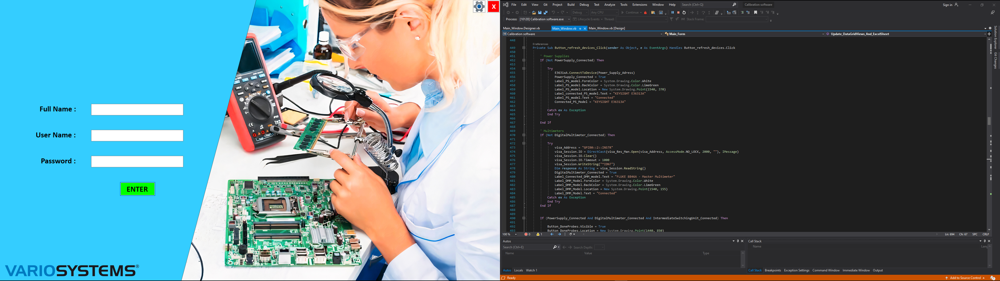 X
Full Name :
User Name :
Password :
ENTER
VARIOSYSTEMS®
File Edit View Git Project Build Debug Test Analyze Tools Extensions Window Help Search (Ctrl+Q) Calibration software Sign in
Debug Any CPU Continue
Process: [10120] Calibration software.exe Lifecycle Events Thread: Stack Frame:
Main_Window.Designer.vb Main_Window.vb Main_Window.vb [Design]
Calibration software Main_Form Update_DataGridViews_And_ExcelSheet
Solution Explorer
Git Changes
448
0 references
449 Private Sub Button_refresh_devices_Click(sender As Object, e As EventArgs) Handles Button_refresh_devices.Click
450
451 ' Power Supplies
452 If (Not PowerSupply_Connected) Then
453
454 Try
455 E3631xA.ConnectToDevice(Power_Supply_Adress)
456 PowerSupply_Connected = True
457 Label_PS_model.ForeColor = System.Drawing.Color.White
458 Label_PS_model.BackColor = System.Drawing.Color.LimeGreen
459 Label_PS_model.Location = New System.Drawing.Point(1540, 370)
460 Label_connected_PS_model.Text = "KEYSIGHT E36313A"
461 Label_PS_model.Text = "Connected"
462 Connected_PS_Model = "KEYSIGHT E36313A"
463
464 Catch ex As Exception
465 End Try
466
467 End If
468
469 ' Multimeters
470 If (Not DigitalMultimeter_Connected) Then
471
472 Try
473 visa_Address = "GPIB0::2::INSTR"
474 visa_Session.IO = DirectCast(visa_Res_Man.Open(visa_Address, AccessMode.NO_LOCK, 2000, ""), IMessage)
475 visa_Session.IO.Clear()
476 visa_Session.IO.Timeout = 1000
477 visa_Session.WriteString("*IDN?")
478 Dim response As String = visa_Session.ReadString()
479 DigitalMultimeter_Connected = True
480 Label_Connected_DMM_model.Text = "FLUKE 8846A - Master Multimeter"
481 Label_DMM_Model.ForeColor = System.Drawing.Color.White
482 Label_DMM_Model.BackColor = System.Drawing.Color.LimeGreen
483 Label_DMM_Model.Location = New System.Drawing.Point(1540, 155)
484 Label_DMM_Model.Text = "Connected"
485 Catch ex As Exception
486 End Try
487 End If
488
489
490 If (PowerSupply_Connected And DigitalMultimeter_Connected And IntermediateSwitchingUnit_Connected) Then
491
492 Button_DoneProbes.Visible = True
493 Button_DoneProbes.Location = New System.Drawing.Point(1440, 850)
100 % 0 1 Ln: 694 Ch: 67 SPC CRLF
Autos
Search (Ctrl+E) Search Depth:
Name Value Type
Autos Locals Watch 1
Call Stack
Name Lang
Call Stack Breakpoints Exception Settings Command Window Immediate Window Output
Ready Add to Source Control 1